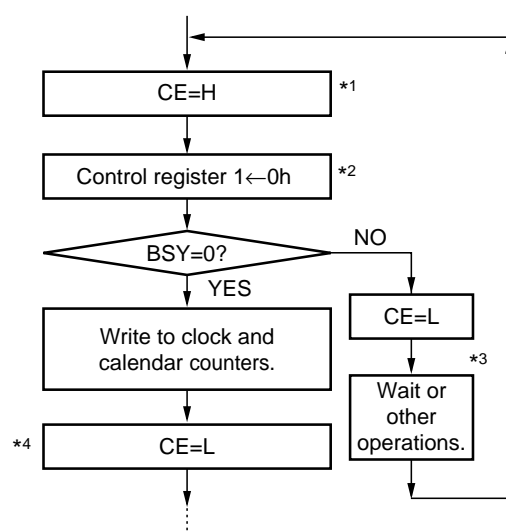 CE=H
*1
Control register 1←0h
*2
BSY=0?
NO
YES
Write to clock and
calendar counters.
CE=L
*3
Wait or
other
operations.
*4
CE=L